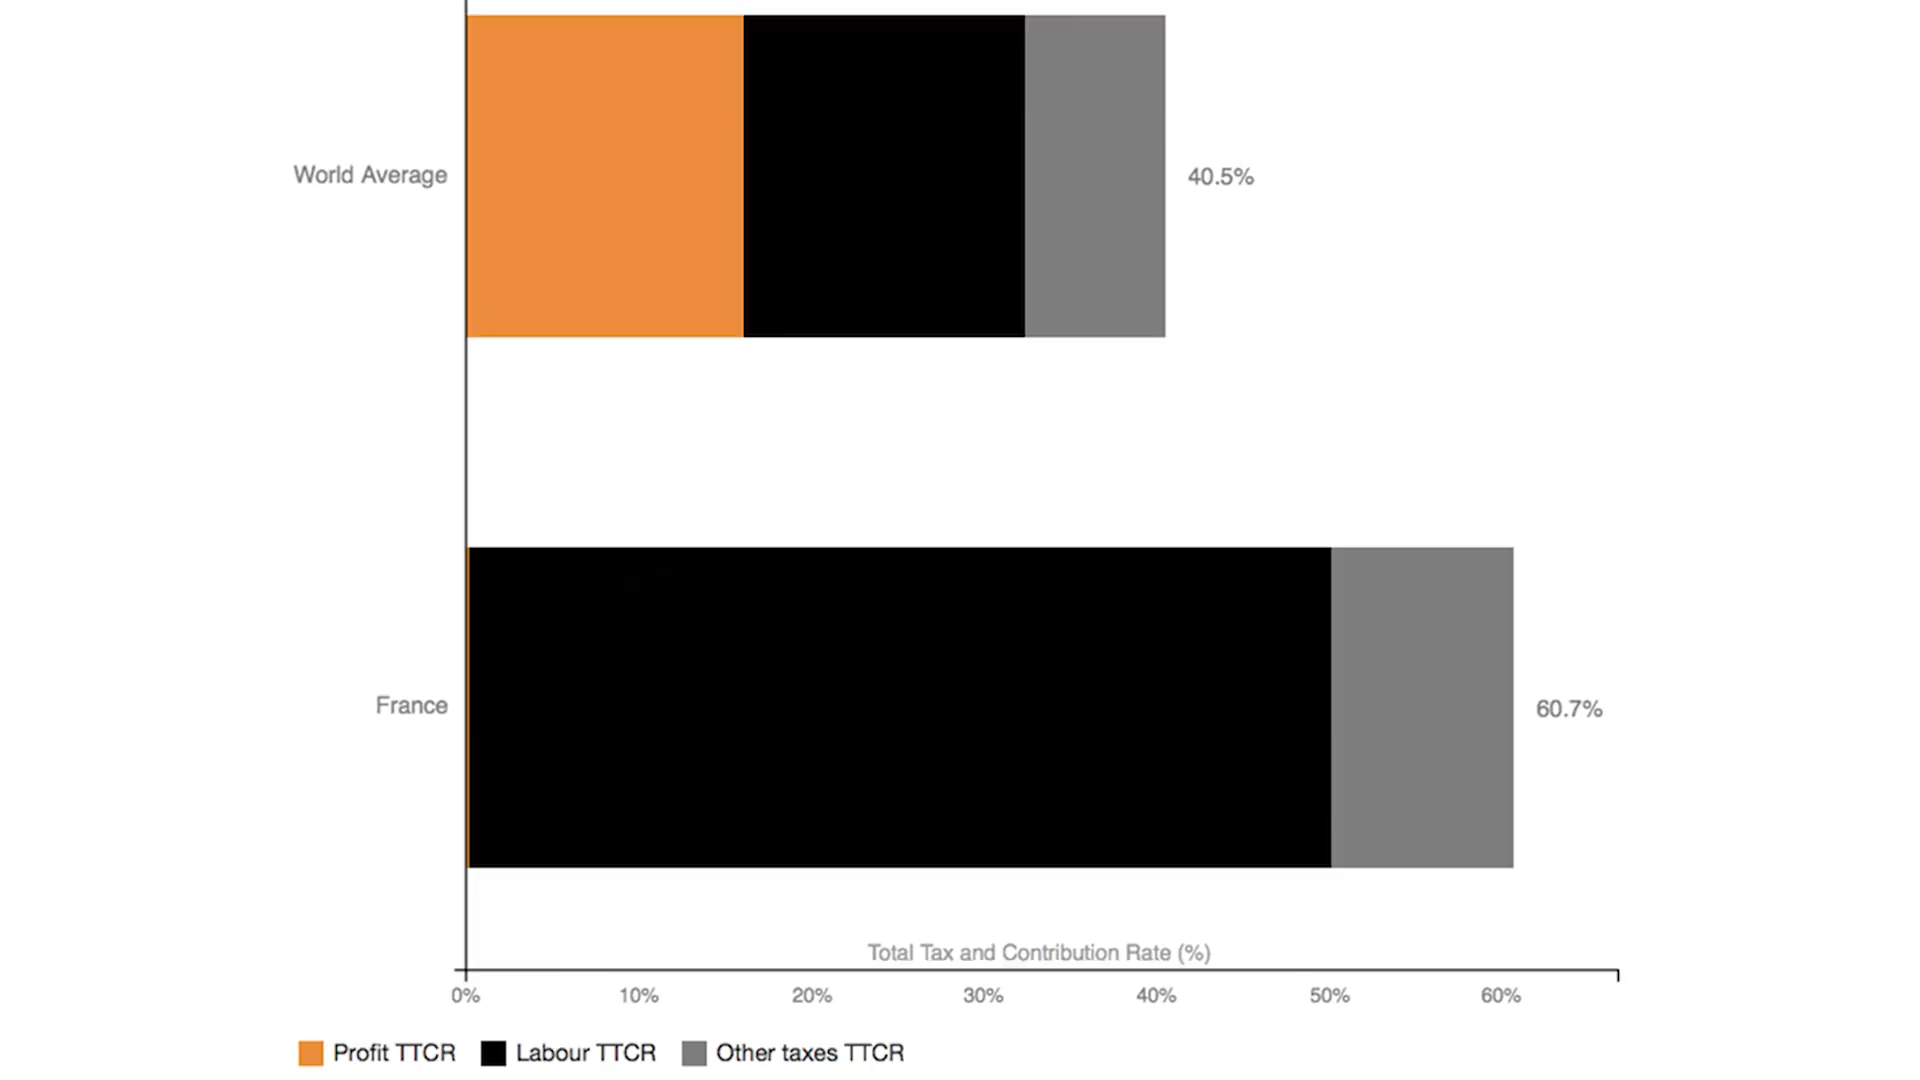 World Average
40.5%
France
60.7%
Total Tax and Contribution Rate (%)
0% 10% 20% 30% 40% 50% 60%
Profit TTCR Labour TTCR Other taxes TTCR